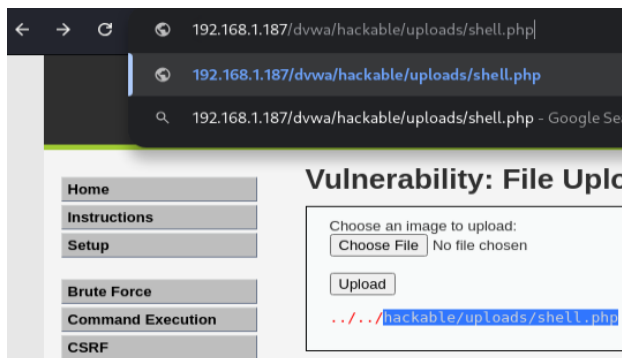 192.168.1.187/dvwa/hackable/uploads/shell.php
192.168.1.187/dvwa/hackable/uploads/shell.php
192.168.1.187/dvwa/hackable/uploads/shell.php - Google Se
Vulnerability: File Uplo
Home
Instructions
Setup
Brute Force
Command Execution
CSRF
Choose an image to upload:
Choose File No file chosen
Upload
../../hackable/uploads/shell.php